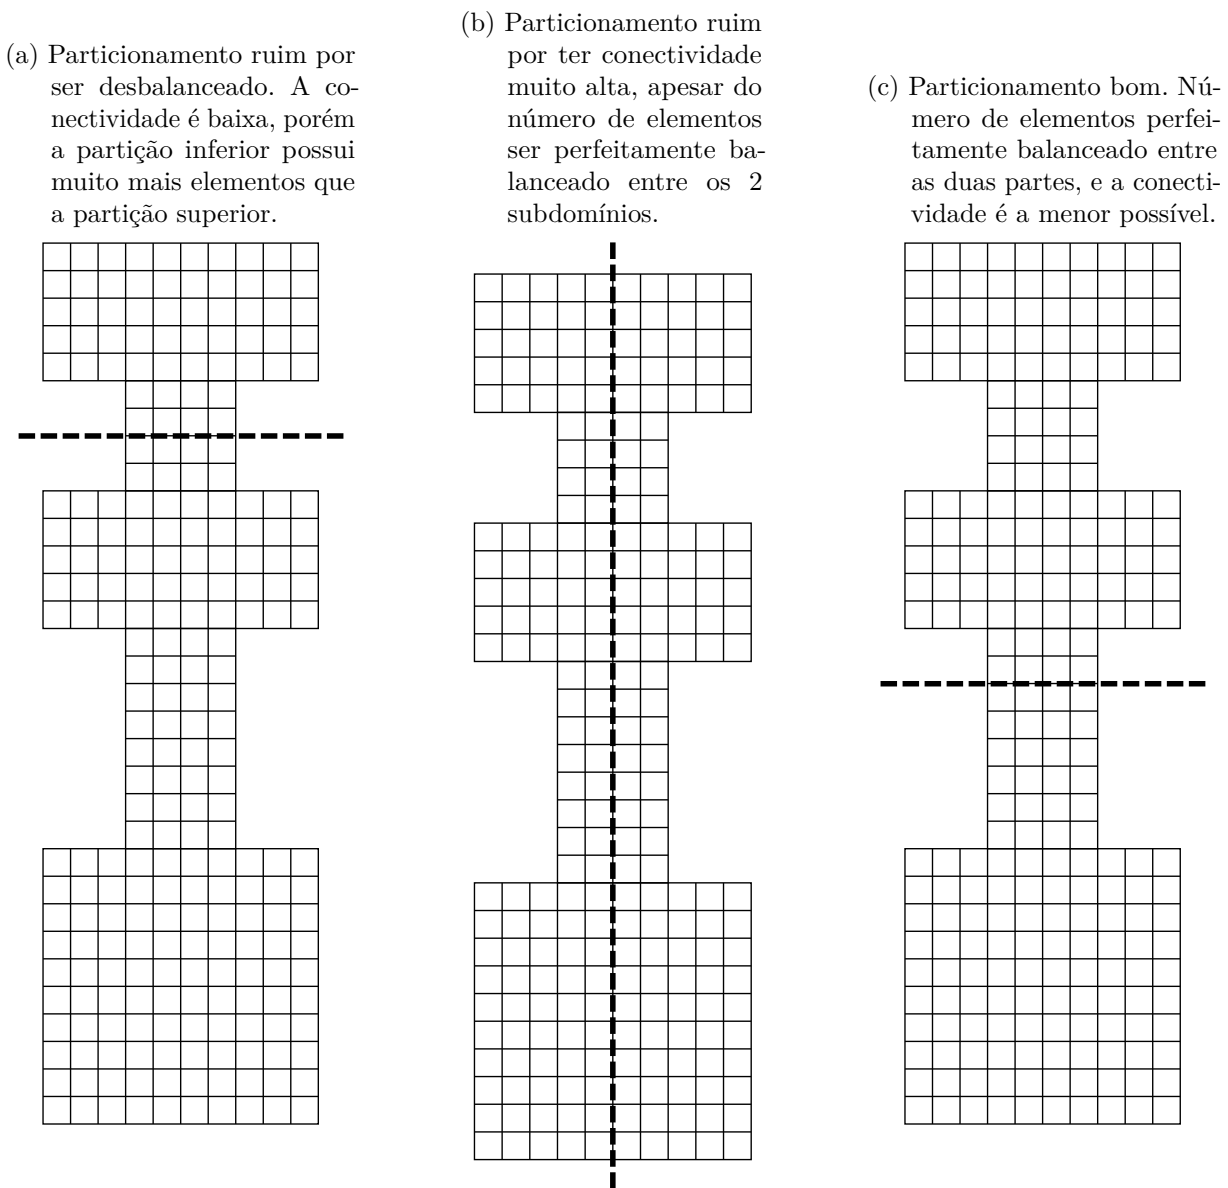 (a) Particionamento ruim por
ser desbalanceado. A co-
nectividade é baixa, porém
a partição inferior possui
muito mais elementos que
a partição superior.
(b) Particionamento ruim
por ter conectividade
muito alta, apesar do
número de elementos
ser perfeitamente ba-
lanceado entre os 2
subdomínios.
(c) Particionamento bom. Nú-
mero de elementos perfei-
tamente balanceado entre
as duas partes, e a conecti-
vidade é a menor possível.